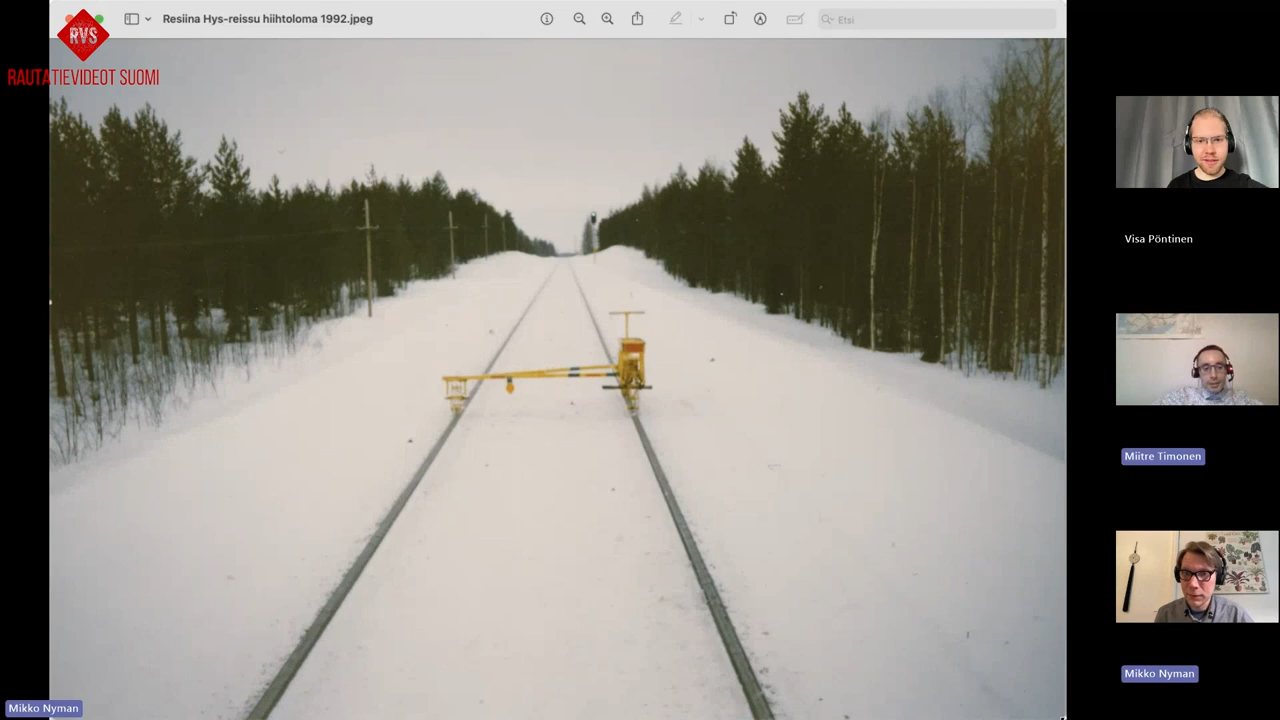 Resiina Hys-reissu hiihtoloma 1992.jpeg
Etsi
RVS
RAUTATIEVIDEOT SUOMI
Visa Pöntinen
Miitre Timonen
Mikko Nyman
Mikko Nyman